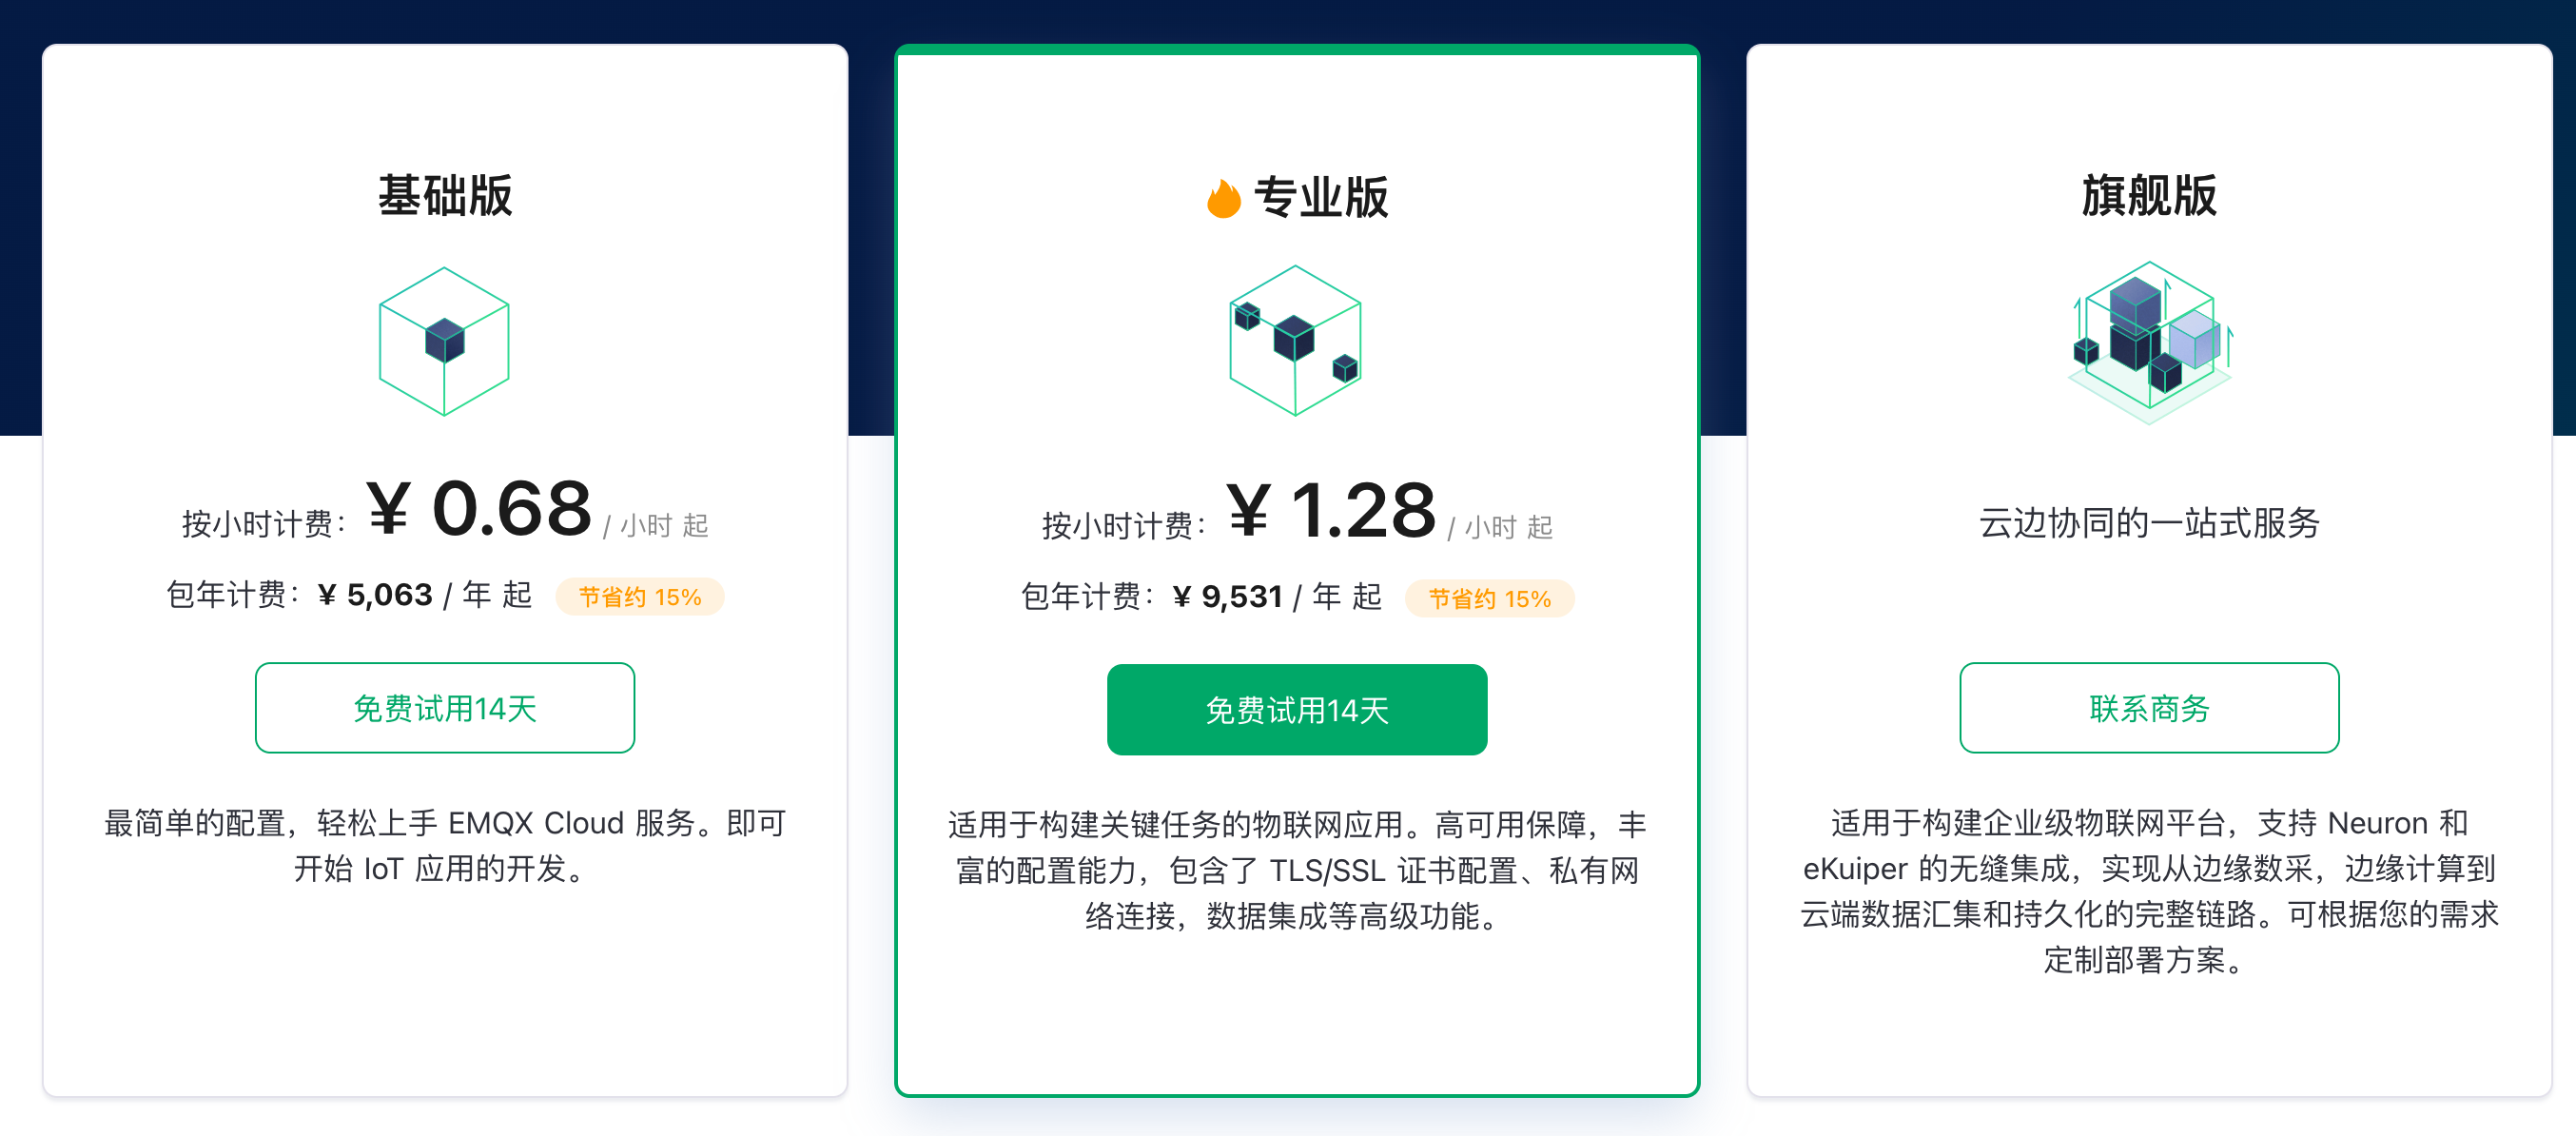 基础版
按小时计费：¥ 0.68 / 小时 起
包年计费：¥ 5,063 / 年 起 节省约 15%
免费试用14天
最简单的配置，轻松上手 EMQX Cloud 服务。即可
开始 IoT 应用的开发。
专业版
按小时计费：¥ 1.28 / 小时 起
包年计费：¥ 9,531 / 年 起 节省约 15%
免费试用14天
适用于构建关键任务的物联网应用。高可用保障，丰
富的配置能力，包含了 TLS/SSL 证书配置、私有网
络连接，数据集成等高级功能。
旗舰版
云边协同的一站式服务
联系商务
适用于构建企业级物联网平台，支持 Neuron 和
eKuiper 的无缝集成，实现从边缘数采，边缘计算到
云端数据汇集和持久化的完整链路。可根据您的需求
定制部署方案。